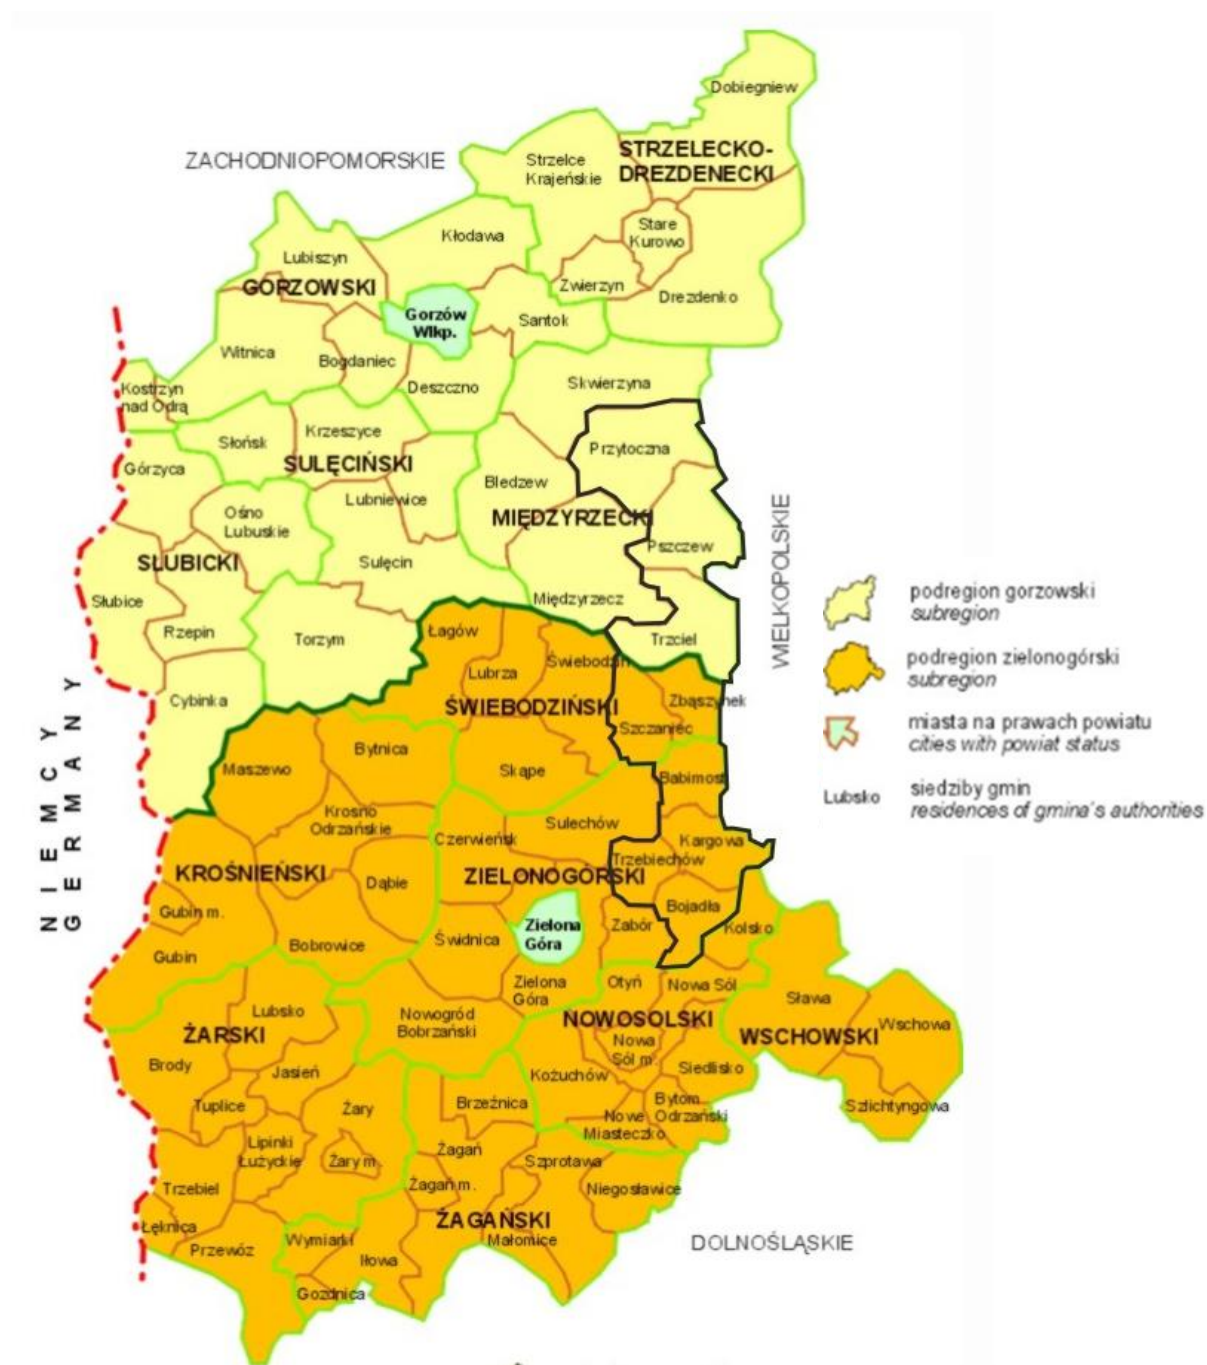 Dobiegniew
ZACHODNIOPOMORSKIE
Strzelce
Krajeńskie
STRZELECKO-
DREZDENECKI
Stare
Kurowo
Kłodawa
Lubiszyn
GORZOWSKI
Zwierzyn
Drezdenko
Gorzów
Wlkp.
Santok
Witnica
Bogdaniec
Deszczno
Skwierzyna
Kostrzyn
nad Odrą
Krzeszyce
Słońsk
Przytoczna
SULĘCIŃSKI
Górzyca
Bledzew
Lubniewice
Ośno
Lubuskie
MIĘDZYRZECKI
Pszczew
SŁUBICKI
Sulęcin
Słubice
Międzyrzecz
Rzepin
Torzym
Trzciel
WIELKOPOLSKIE
Łagów
Lubrza
Świebodzin
Cybinka
ŚWIEBODZIŃSKI
Zbąszynek
Szczaniec
Bytnica
Maszewo
Skąpe
Babimost
Krosno
Odrzańskie
Czerwieńsk
Sulechów
Kargowa
Trzebiechów
KROŚNIEŃSKI
Dąbie
ZIELONOGÓRSKI
Bojadła
Gubin m.
Zielona
Góra
Zabór
Kolsko
Bobrowice
Świdnica
Gubin
Zielona
Góra
Otyń
Nowa Sól
Sława
Lubsko
Nowogród
Bobrzański
NOWOSOLSKI
WSCHOWSKI
Wschowa
ŻARSKI
Nowa
Sól m.
Siedlisko
Brody
Jasień
Kożuchów
Tuplice
Żary
Brzeźnica
Bytom
Odrzański
Nowe
Miasteczko
Szlichtyngowa
Lipinki
Łużyckie
Żary m.
Żagań
Szprotawa
Trzebiel
Żagań m.
Niegosławice
Łęknica
ŻAGAŃSKI
Przewóz
Wymiarki
Małomice
Iłowa
Gozdnica
DOLNOŚLĄSKIE
NIEMCY
GERMANY
podregion gorzowski
subregion
podregion zielonogórski
subregion
miasta na prawach powiatu
cities with powiat status
Lubsko
siedziby gmin
residences of gmina's authorities